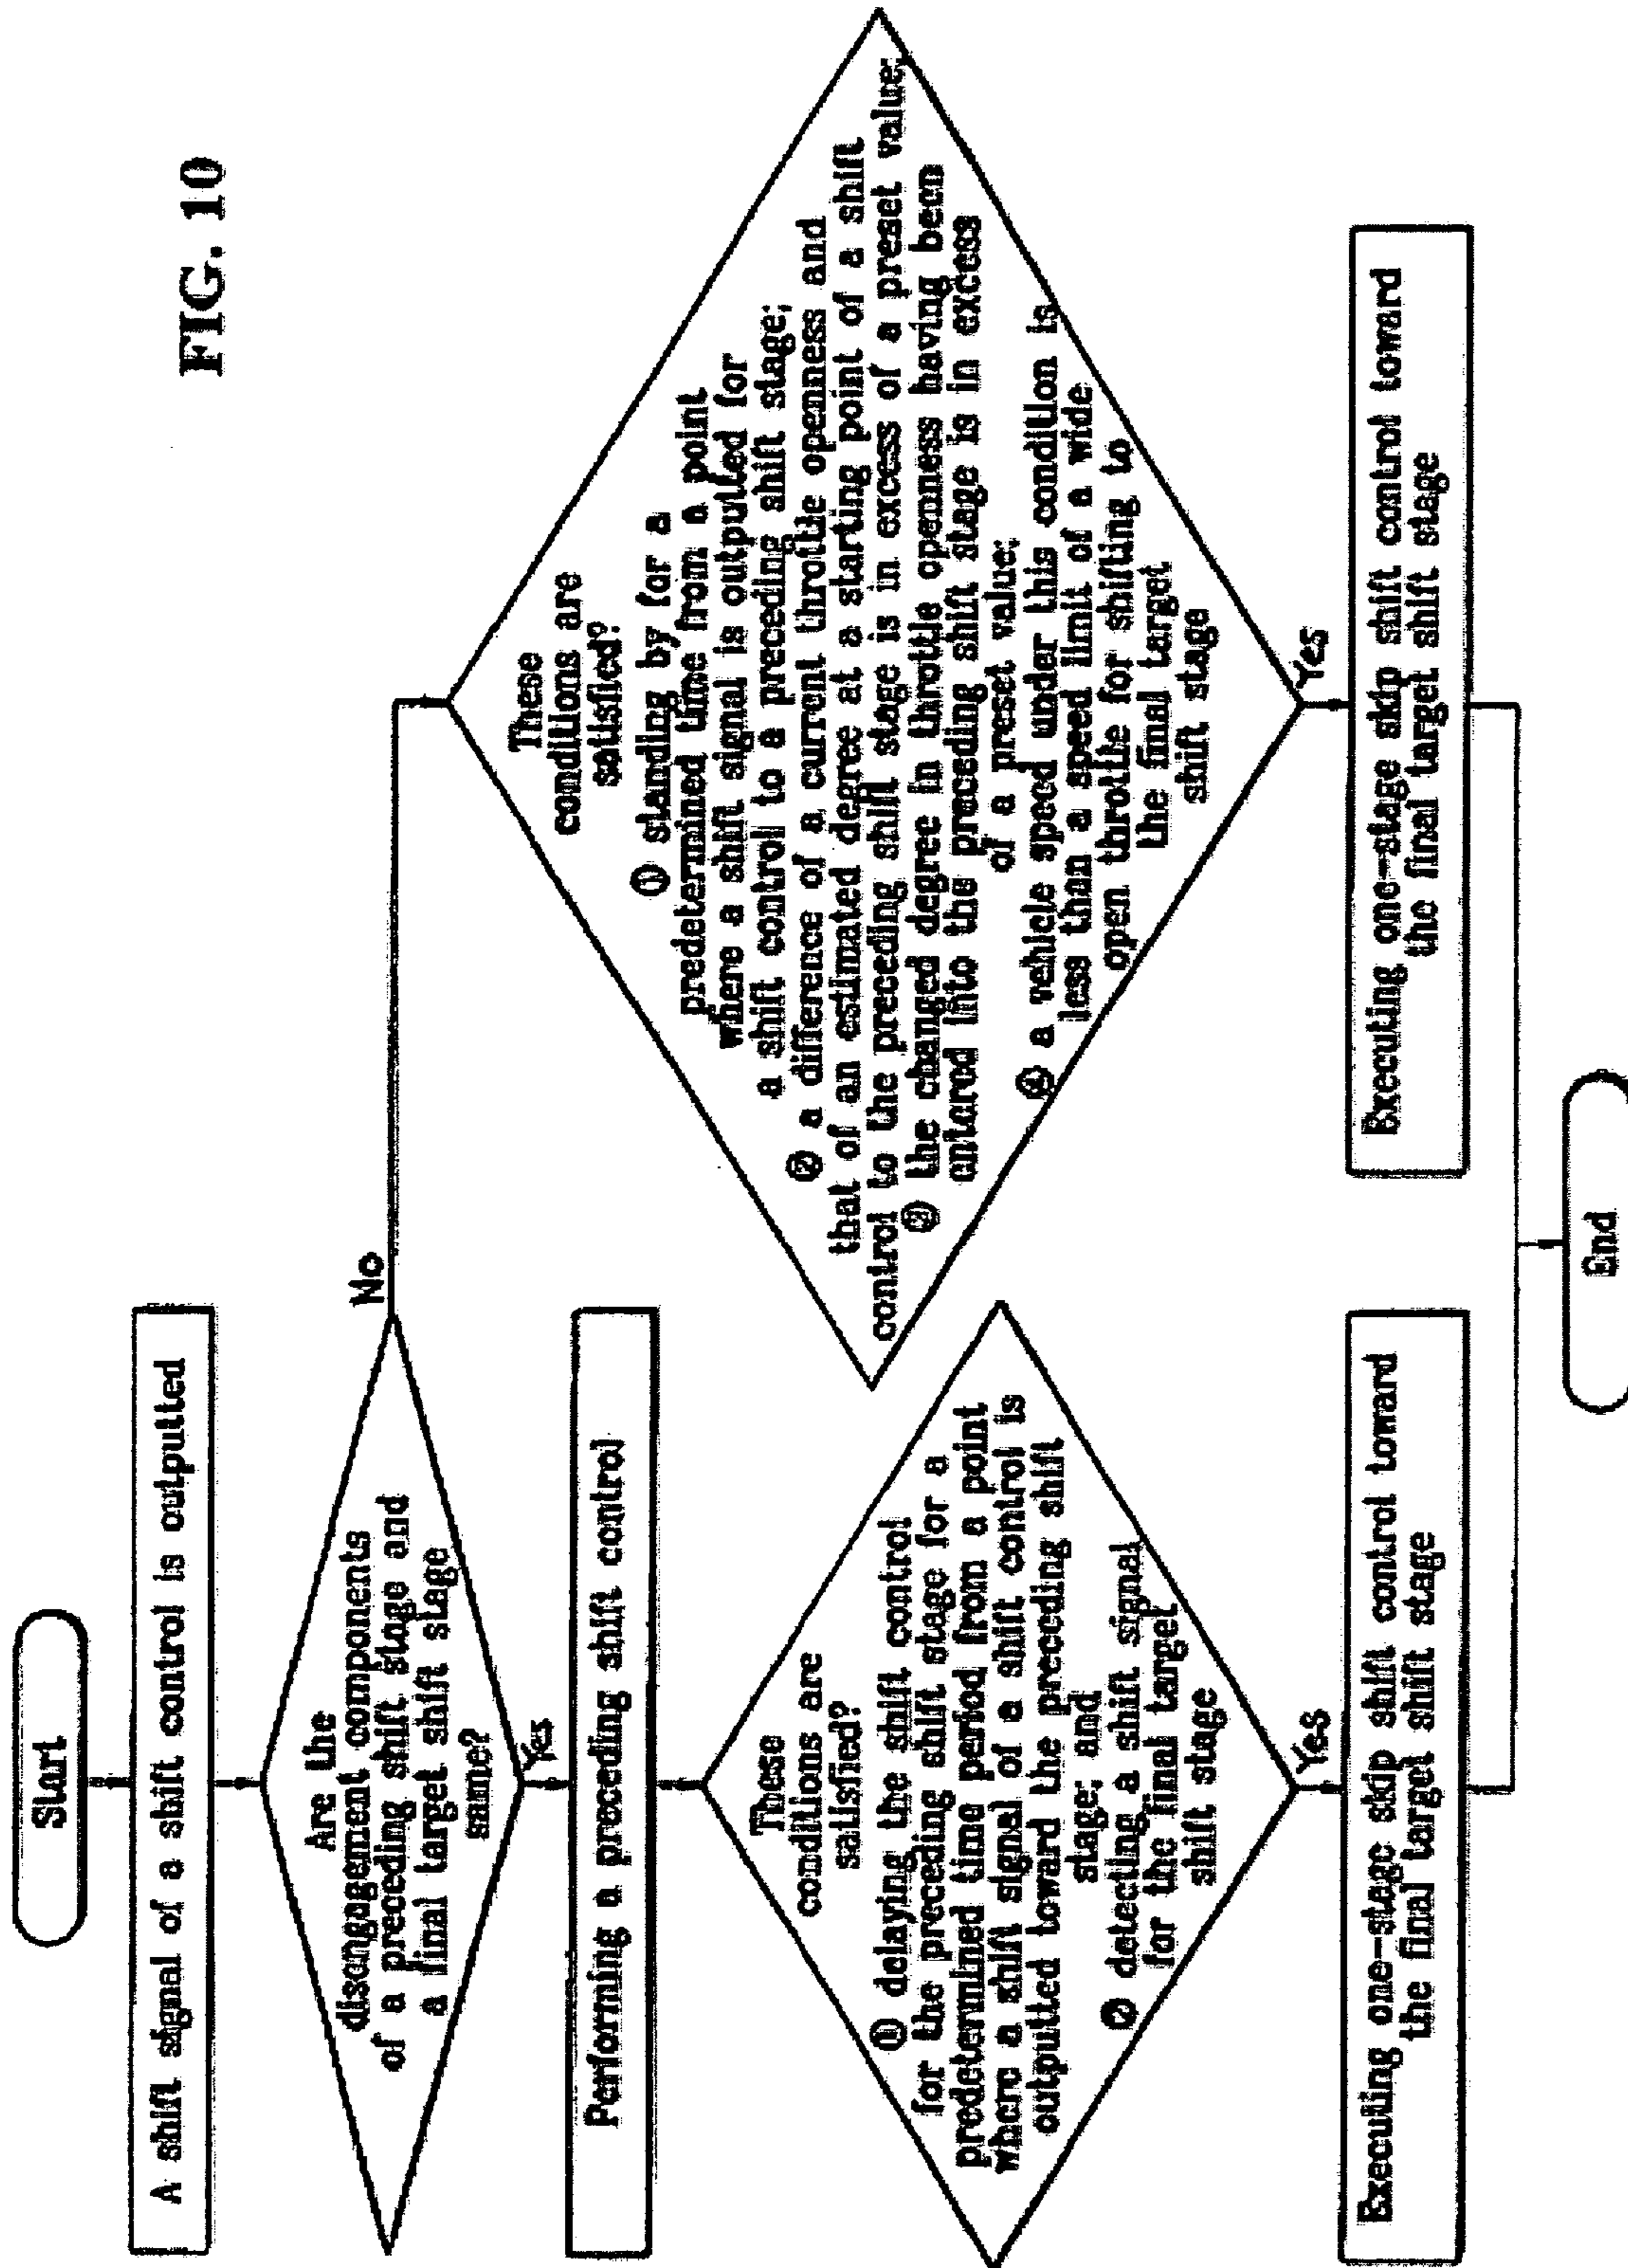 FIG. 10
Start
A shift signal of a shift control is outputted
Are the
disengagement components
of a preceding shift stage and
a final target shift stage
same?
No
Yes
Performing a preceding shift control
These
conditions are
satisfied?
① delaying the shift control
for the preceding shift stage for a
predetermined time period from a point
where a shift signal of a shift control is
outputted toward the preceding shift
stage; and
② detecting a shift signal
for the final target
shift stage
Yes
Executing one-stage skip shift control toward
the final target shift stage
These
conditions are
satisfied?
① standing by for a
predetermined time from a point
where a shift signal is outputted for
a shift control to a preceding shift stage;
② a difference of a current throttle openness and
that of an estimated degree at a starting point of a shift
control to the preceding shift stage is in excess of a preset value;
③ the changed degree in throttle openness having been
entered into the preceding shift stage is in excess
of a preset value;
④ a vehicle speed under this condition is
less than a speed limit of a wide
open throttle for shifting to
the final target
shift stage
Yes
Executing one-stage skip shift control toward
the final target shift stage
End